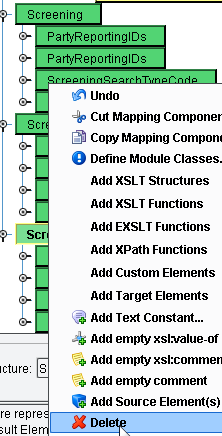 Screening
PartyReportingIDs
PartyReportingIDs
ScreeningSearchTypeCode
Undo
Cut Mapping Componen
Scre
Copy Mapping Compone
Define Module Classes..
Add XSLT Structures
Add XSLT Functions
Add EXSLT Functions
Scre
Add XPath Functions
Add Custom Elements
Add Target Elements
Add Text Constant...
Add empty xsl:value-of
ucture: S
Add empty xsl:commer
Add empty comment
Add Source Element(s)
re repres
sult Elem
Delete